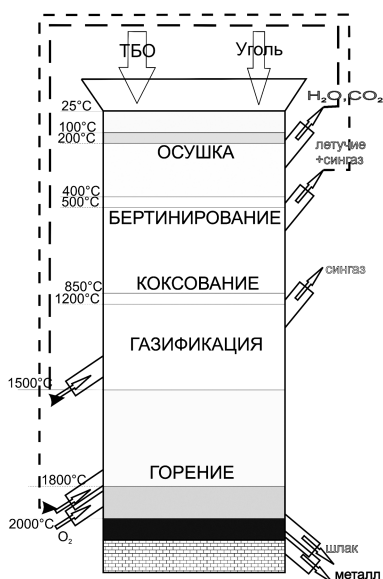 ТБО
Уголь
25°C
H₂O,CO₂
100°C
200°C
ОСУШКА
летучие
+сингаз
400°C
500°C
БЕРТИНИРОВАНИЕ
сингаз
850°C
КОКСОВАНИЕ
1200°C
ГАЗИФИКАЦИЯ
1500°C
ГОРЕНИЕ
1800°C
2000°C
O₂
шлак
металл